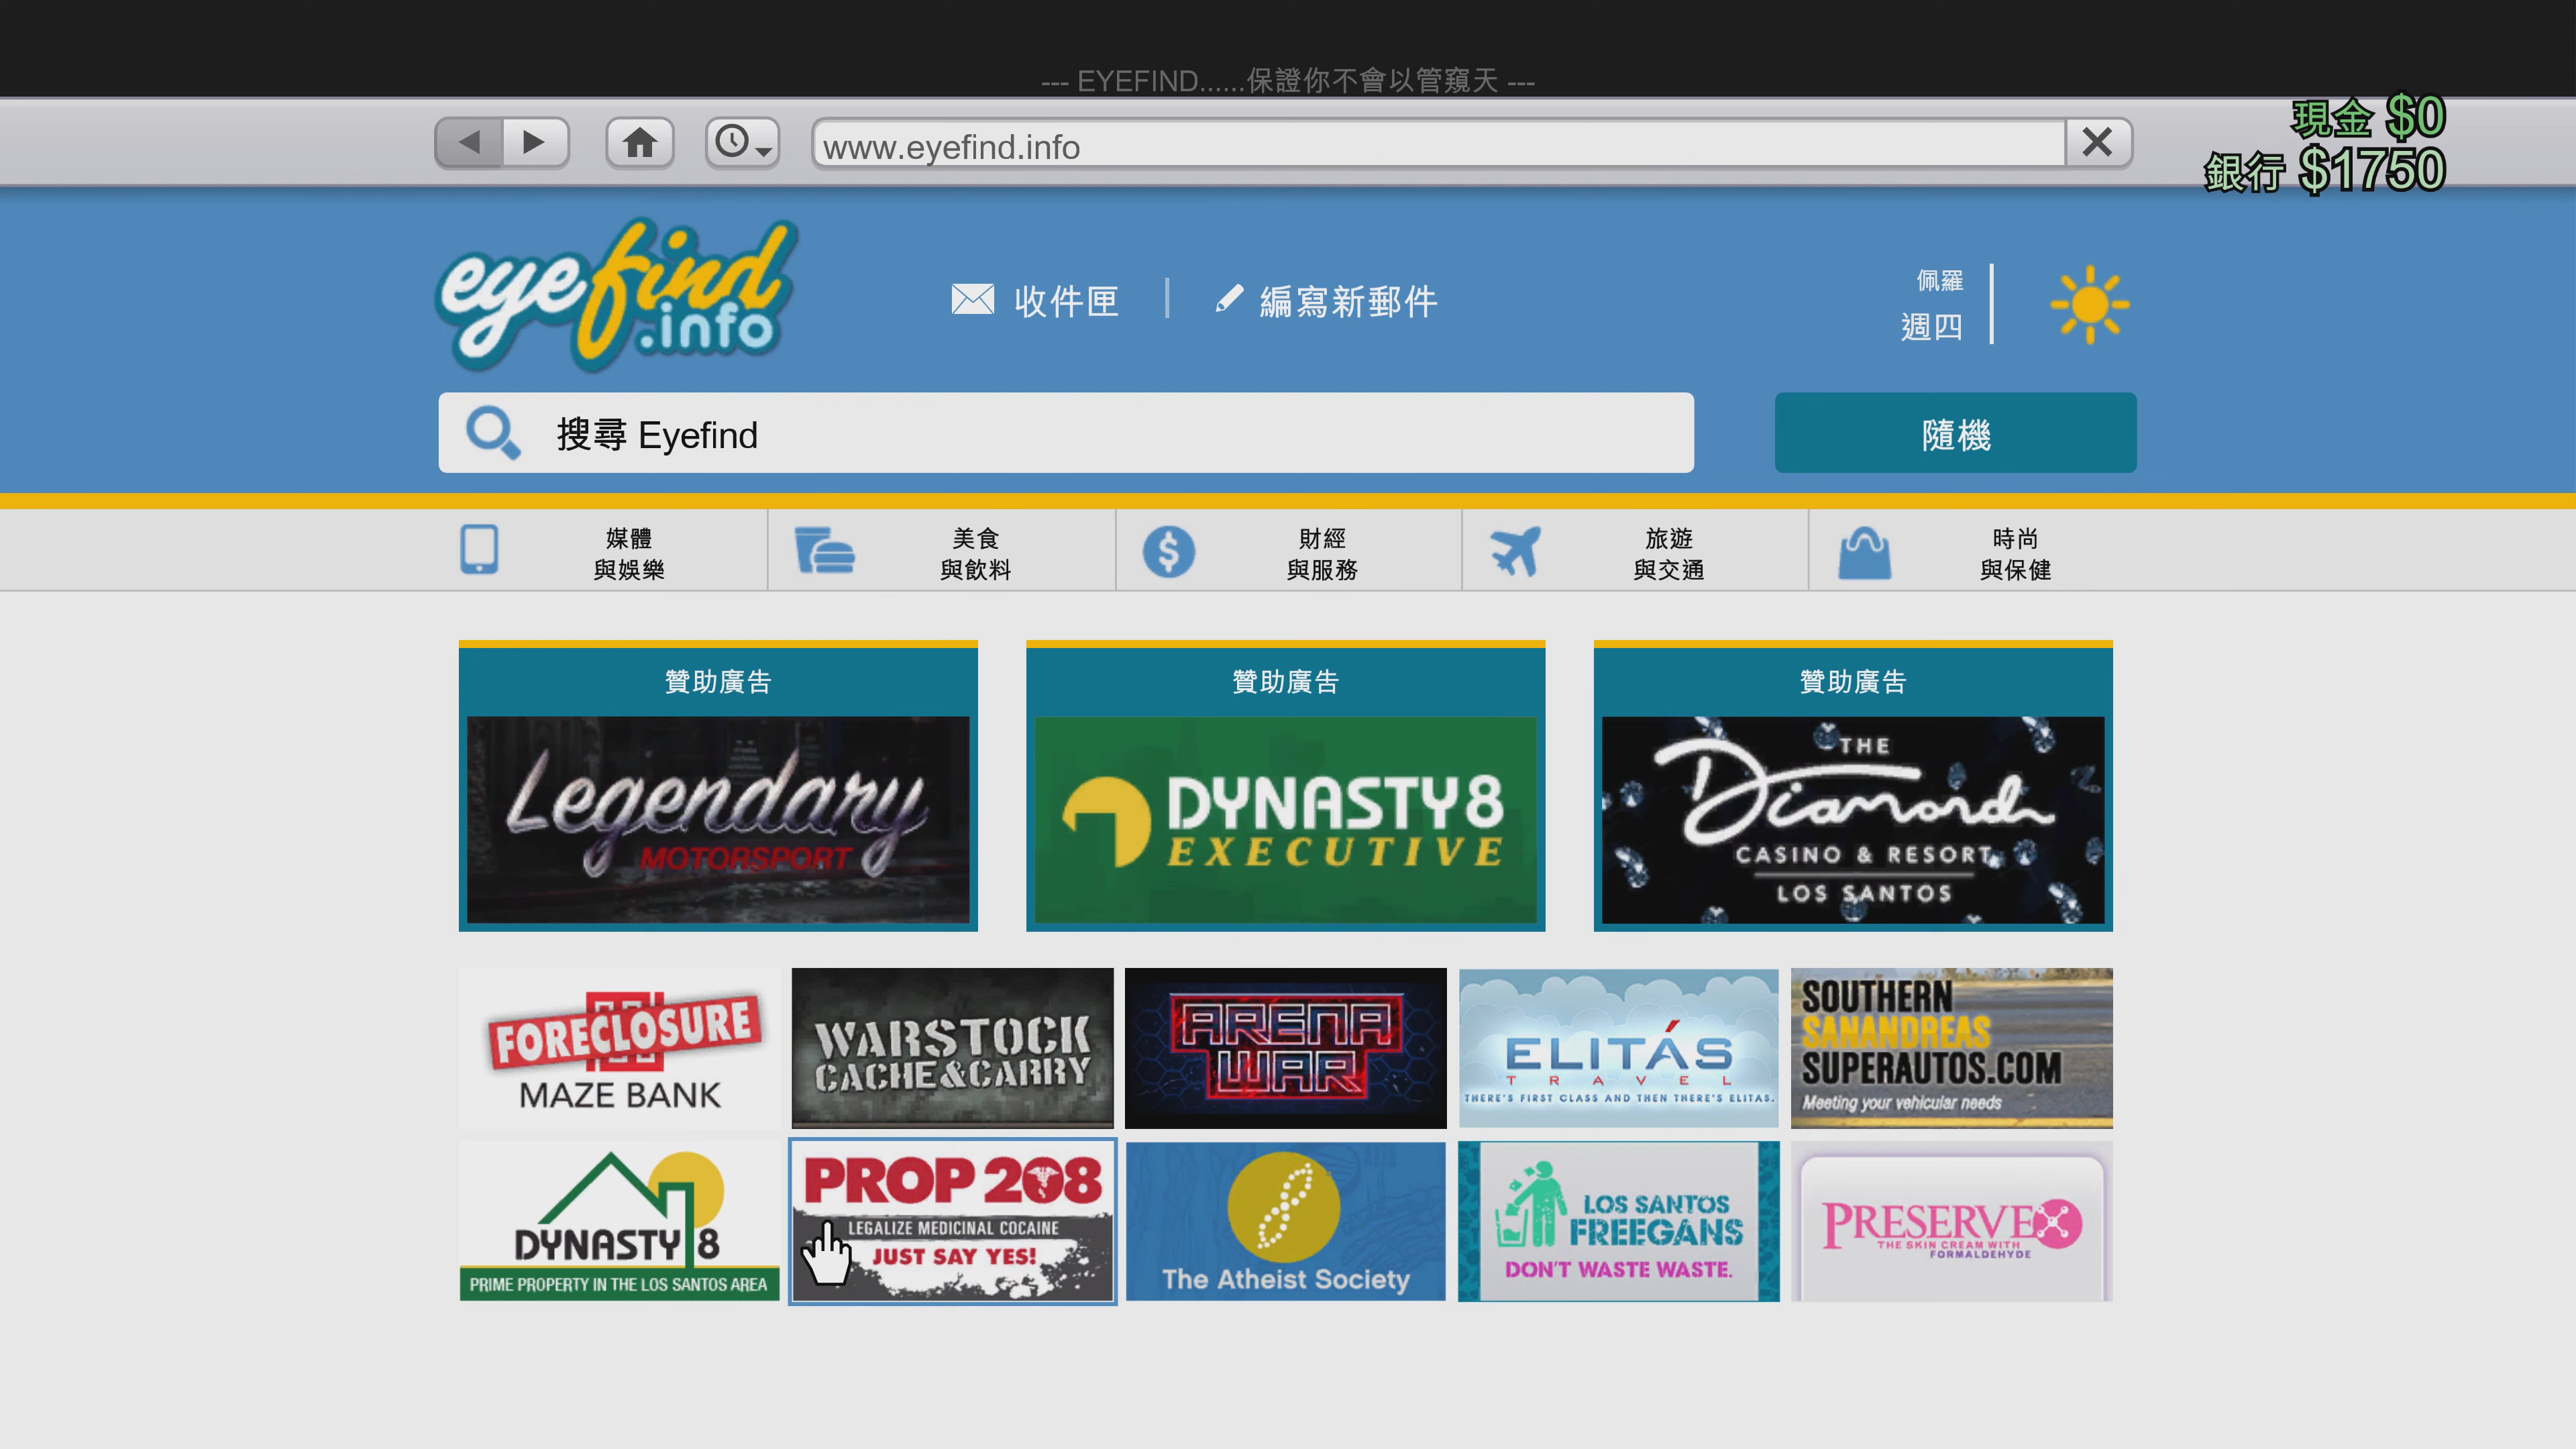 --- EYEFIND......保證你不會以管窺天 ---
www.eyefind.info
現金 $0
銀行 $1750
eyefind.info
收件匣
編寫新郵件
佩羅
週四
搜尋 Eyefind
隨機
媒體
與娛樂
美食
與飲料
財經
與服務
旅遊
與交通
時尚
與保健
贊助廣告
贊助廣告
贊助廣告
Legendary
MOTORSPORT
DYNASTY 8
EXECUTIVE
THE
Diamond
CASINO & RESORT
LOS SANTOS
FORECLOSURE
MAZE BANK
WARSTOCK
CACHE&CARRY
ARENA
WAR
ELITÁS
TRAVEL
THERE'S FIRST CLASS AND THEN THERE'S ELITAS.
SOUTHERN
SANANDREAS
SUPERAUTOS.COM
Meeting your vehicular needs
DYNASTY 8
PRIME PROPERTY IN THE LOS SANTOS AREA
PROP 208
LEGALIZE MEDICINAL COCAINE
JUST SAY YES!
The Atheist Society
LOS SANTOS
FREEGANS
DON'T WASTE WASTE.
PRESERVEX
THE SKIN CREAM WITH
FORMALDEHYDE